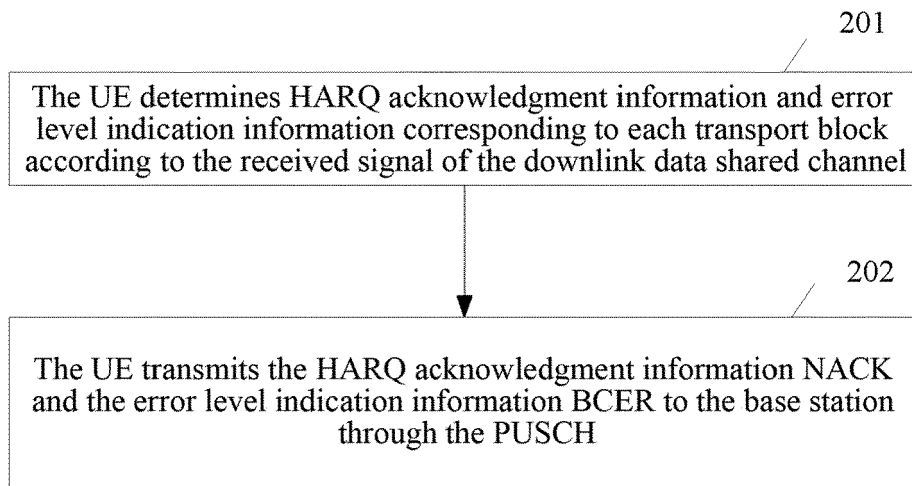 201
The UE determines HARQ acknowledgment information and error
level indication information corresponding to each transport block
according to the received signal of the downlink data shared channel
202
The UE transmits the HARQ acknowledgment information NACK
and the error level indication information BCER to the base station
through the PUSCH